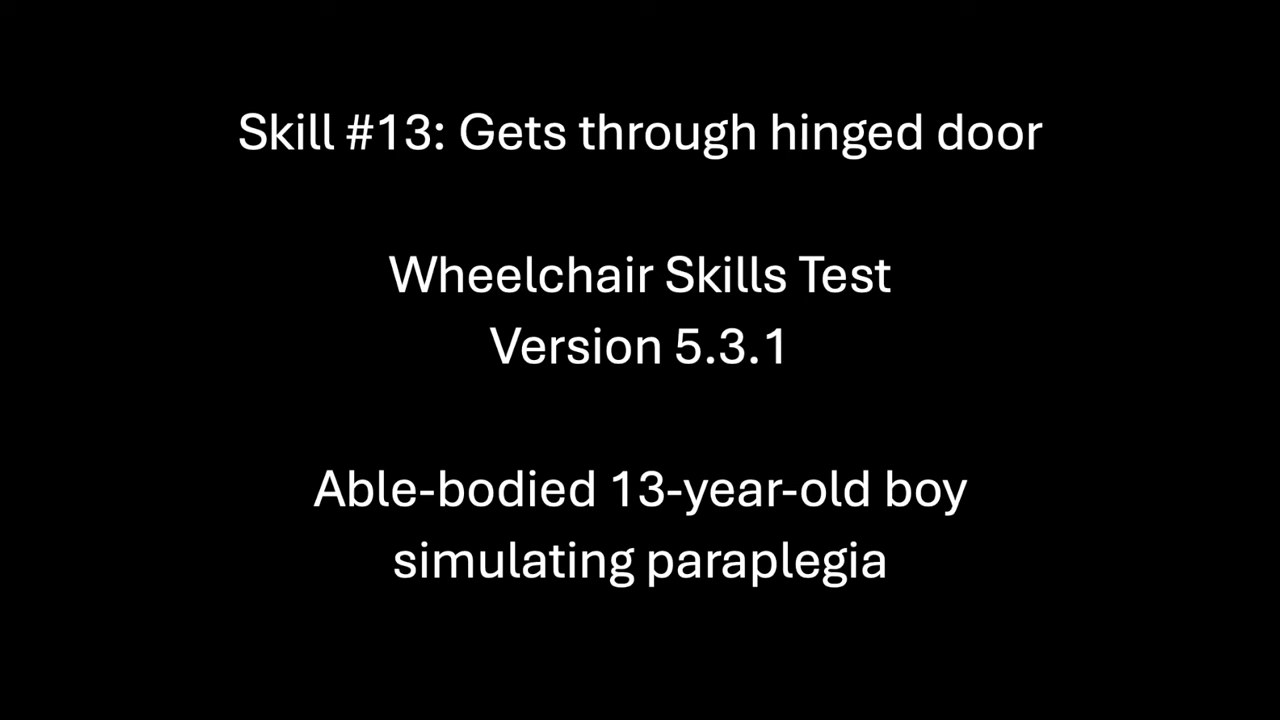 Skill #13: Gets through hinged door
Wheelchair Skills Test
Version 5.3.1
Able-bodied 13-year-old boy
simulating paraplegia